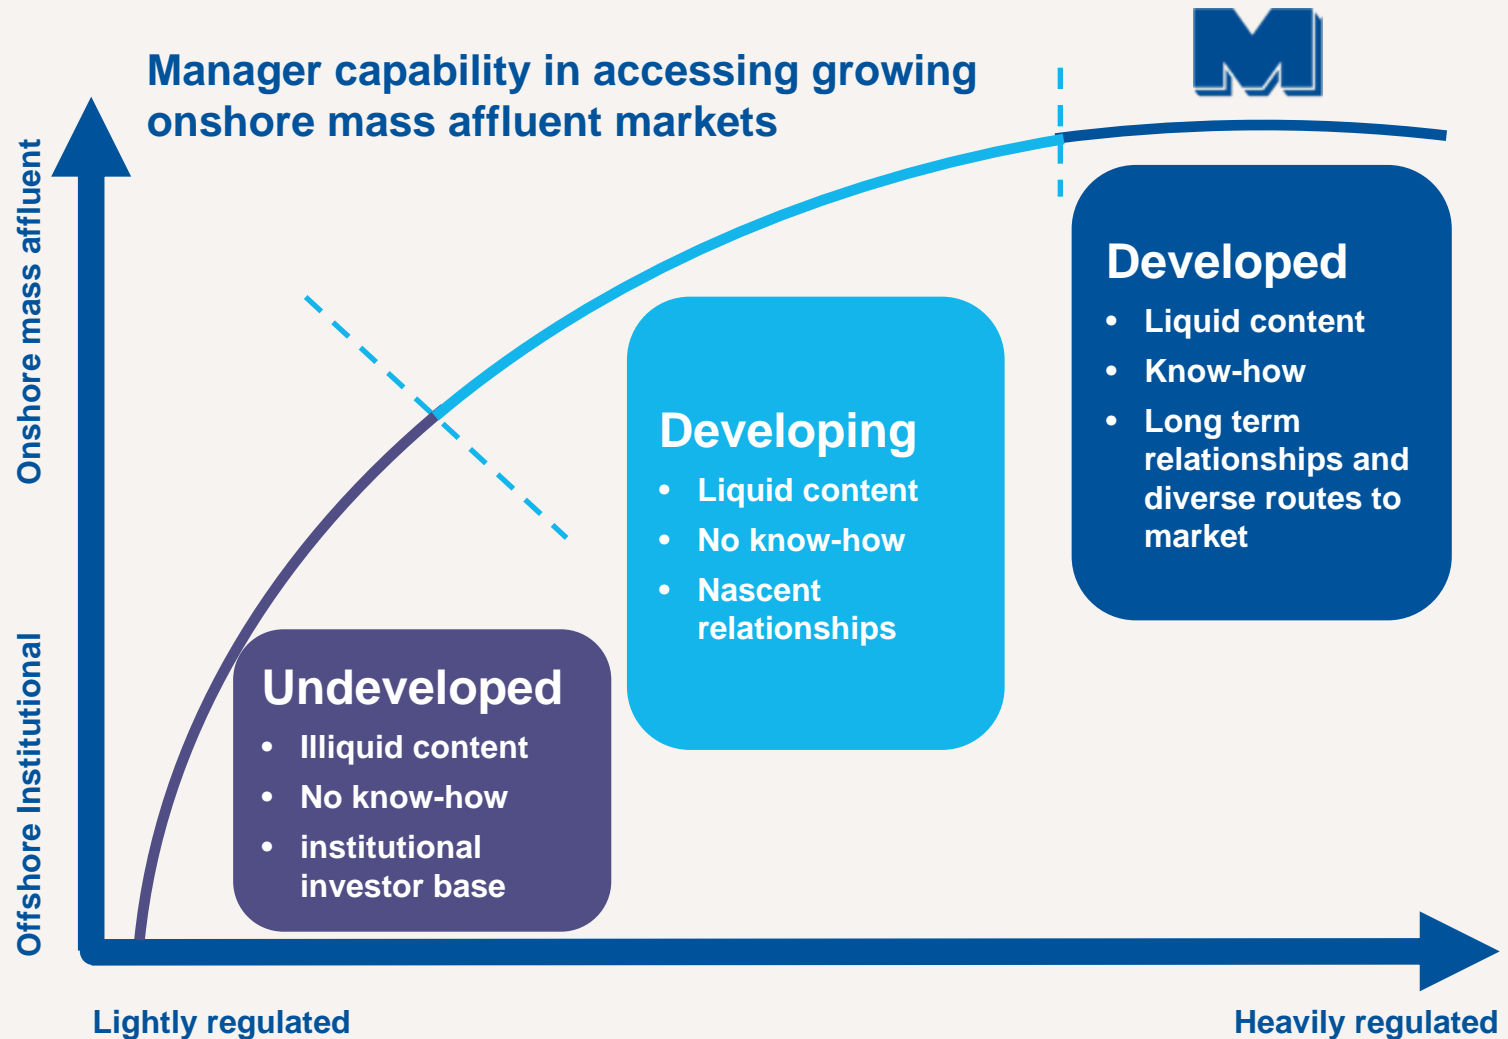 Manager capability in accessing growing
onshore mass affluent markets
M
Onshore mass affluent
Offshore Institutional
Developed
• Liquid content
• Know-how
• Long term
relationships and
diverse routes to
market
Developing
• Liquid content
• No know-how
• Nascent
relationships
Undeveloped
• Illiquid content
• No know-how
• institutional
investor base
Lightly regulated
Heavily regulated